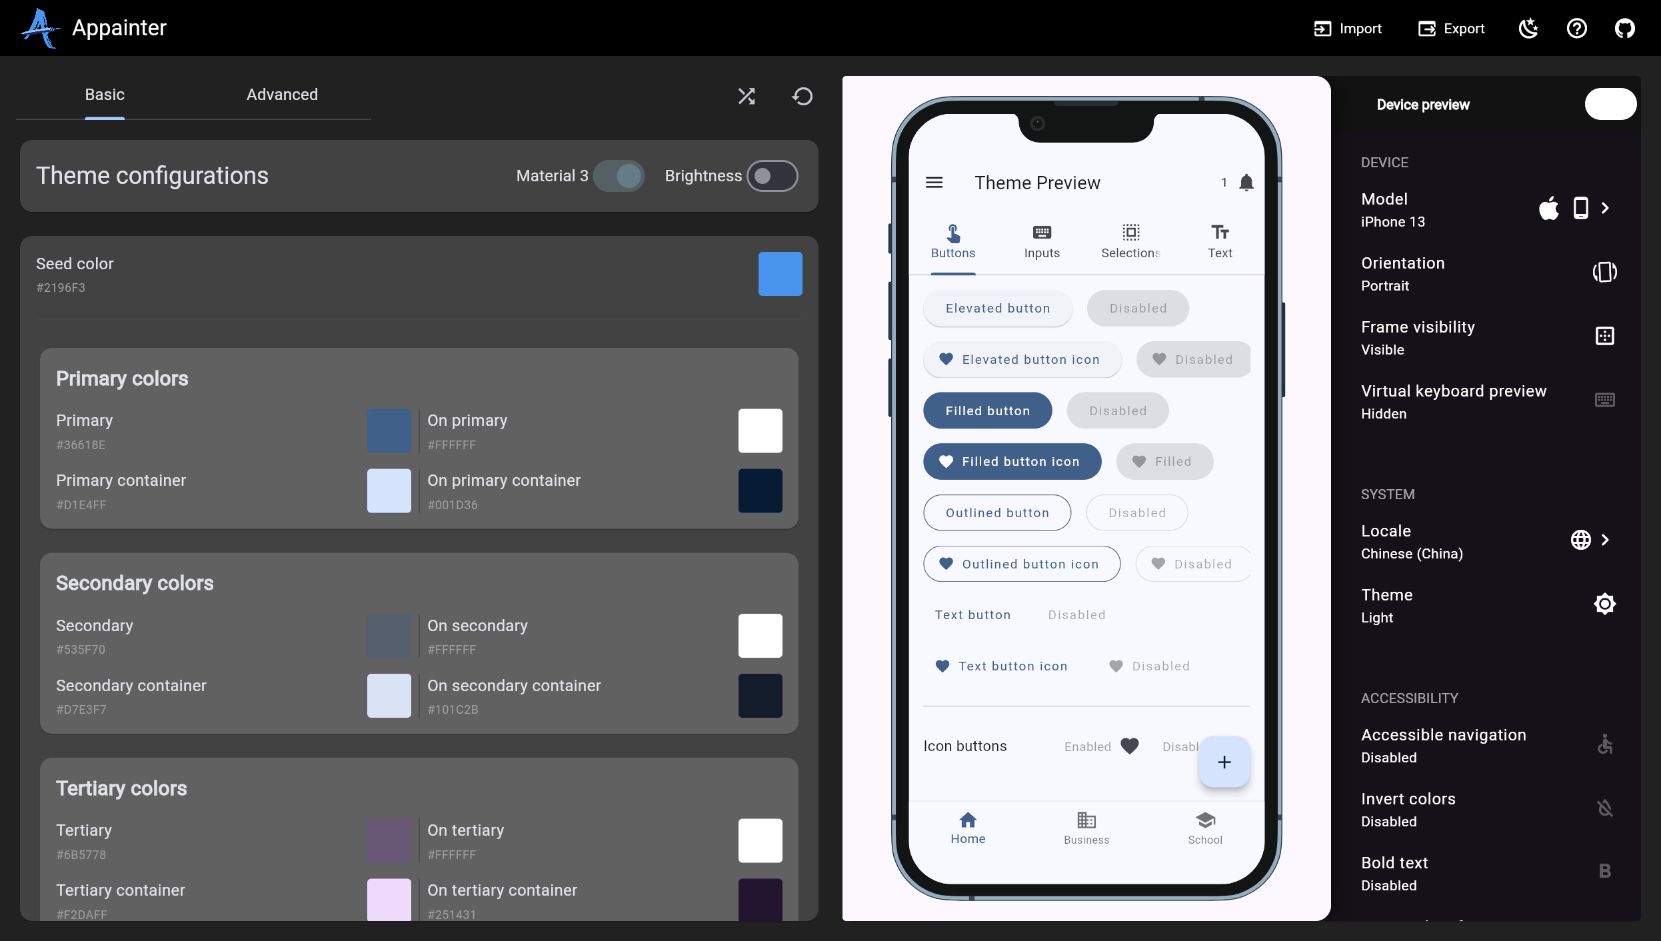 Appainter
Import
Export
Basic
Advanced
Theme configurations
Material 3
Brightness
Seed color
#2196F3
Primary colors
Primary
#36618E
On primary
#FFFFFF
Primary container
#D1E4FF
On primary container
#001D36
Secondary colors
Secondary
#535F70
On secondary
#FFFFFF
Secondary container
#D7E3F7
On secondary container
#101C2B
Tertiary colors
Tertiary
#6B5778
On tertiary
#FFFFFF
Tertiary container
#F2DAFF
On tertiary container
#251431
Theme Preview
1
Buttons
Inputs
Selections
Text
Elevated button
Disabled
Elevated button icon
Disabled
Filled button
Disabled
Filled button icon
Filled
Outlined button
Disabled
Outlined button icon
Disabled
Text button
Disabled
Text button icon
Disabled
Icon buttons
Enabled
Disabl
Home
Business
School
Device preview
DEVICE
Model
iPhone 13
Orientation
Portrait
Frame visibility
Visible
Virtual keyboard preview
Hidden
SYSTEM
Locale
Chinese (China)
Theme
Light
ACCESSIBILITY
Accessible navigation
Disabled
Invert colors
Disabled
Bold text
Disabled
B